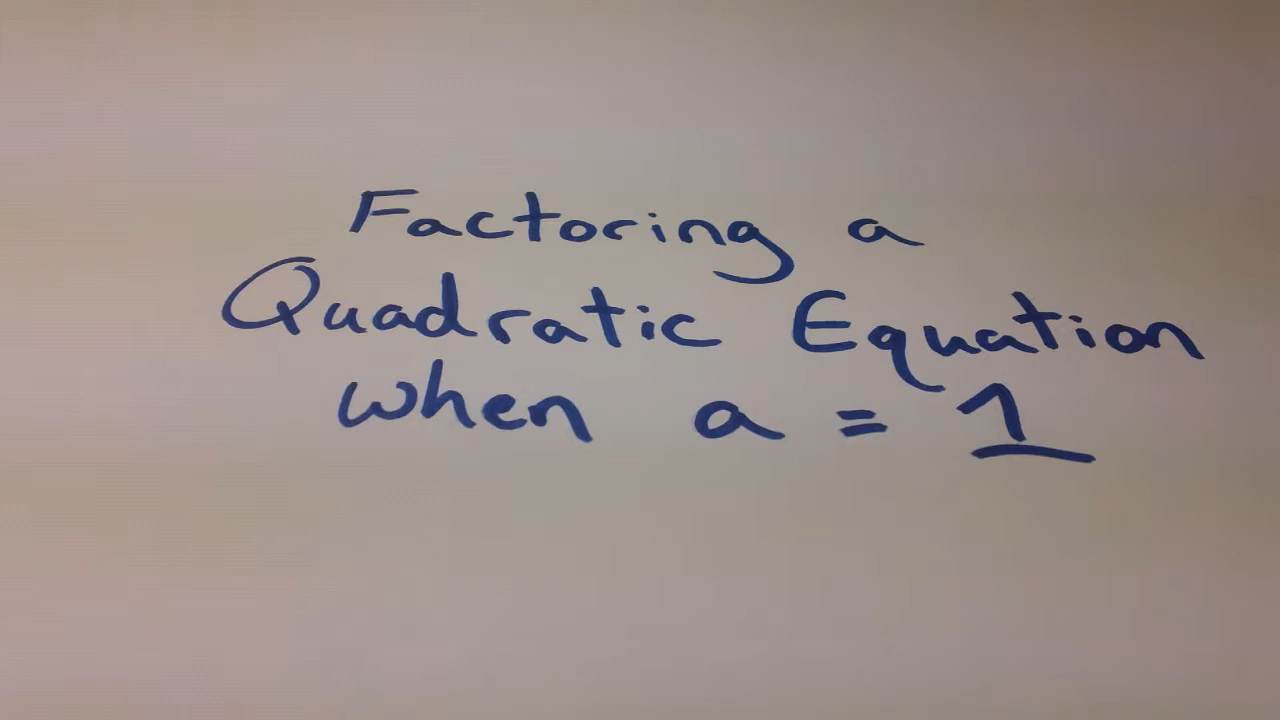 Factoring a
Quadratic Equation
when a = 1